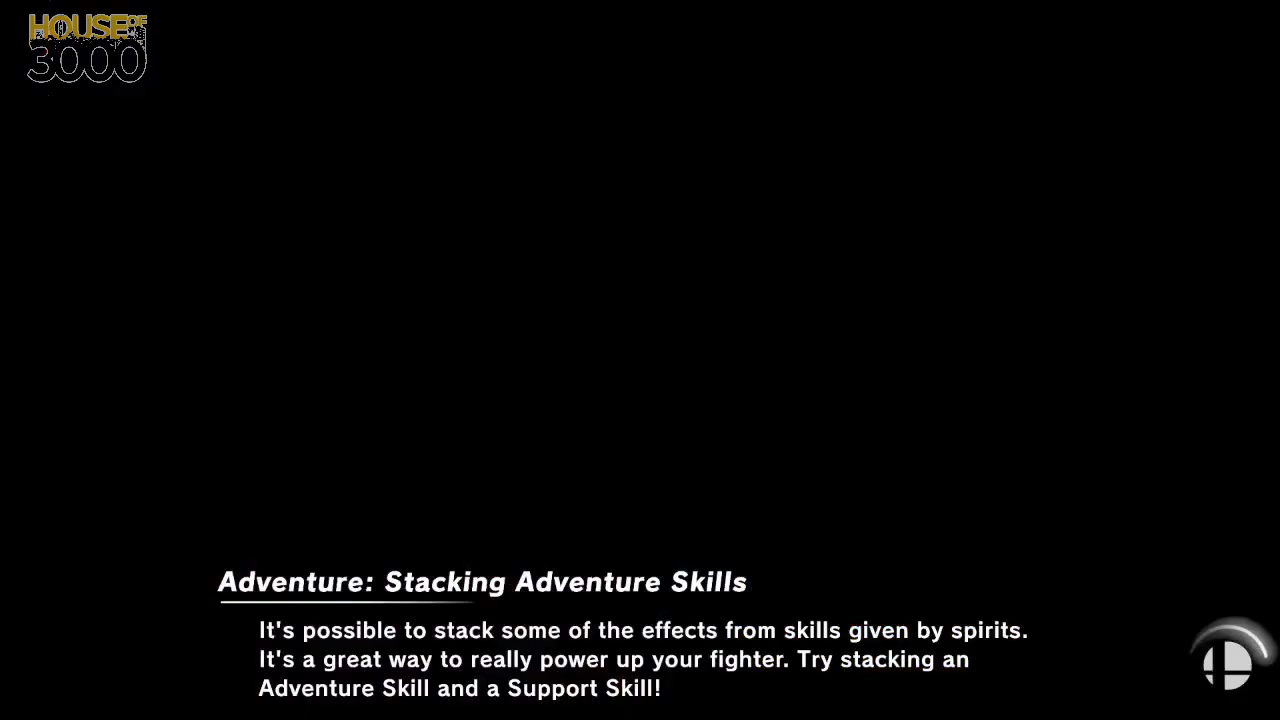 HOUSE OF
3000
Adventure: Stacking Adventure Skills
It's possible to stack some of the effects from skills given by spirits.
It's a great way to really power up your fighter. Try stacking an
Adventure Skill and a Support Skill!